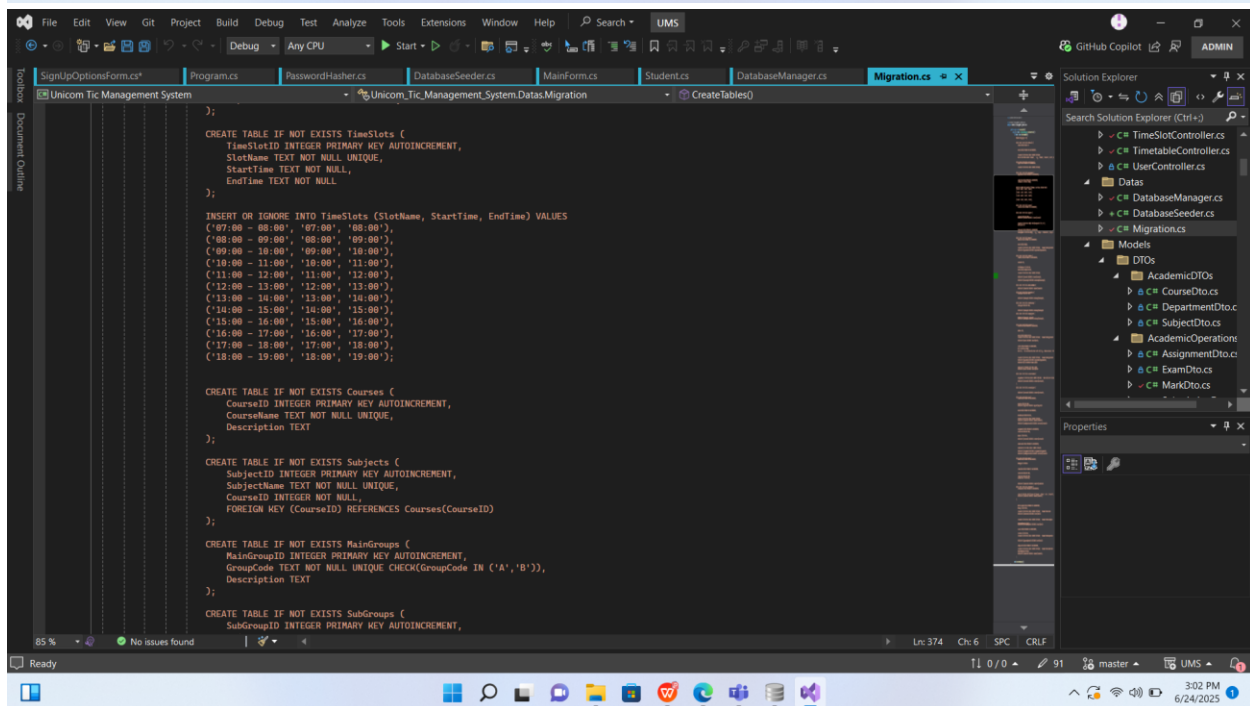 File Edit View Git Project Build Debug Test Analyze Tools Extensions Window Help Search UMS
Debug Any CPU Start GitHub Copilot ADMIN
SignUpOptionsForm.cs* Program.cs PasswordHasher.cs DatabaseSeeder.cs MainForm.cs Student.cs DatabaseManager.cs Migration.cs
Unicom Tic Management System Unicom_Tic_Management_System.Datas.Migration CreateTables()
Toolbox
Document Outline
);
CREATE TABLE IF NOT EXISTS TimeSlots (
TimeSlotID INTEGER PRIMARY KEY AUTOINCREMENT,
SlotName TEXT NOT NULL UNIQUE,
StartTime TEXT NOT NULL,
EndTime TEXT NOT NULL
);
INSERT OR IGNORE INTO TimeSlots (SlotName, StartTime, EndTime) VALUES
('07:00 - 08:00', '07:00', '08:00'),
('08:00 - 09:00', '08:00', '09:00'),
('09:00 - 10:00', '09:00', '10:00'),
('10:00 - 11:00', '10:00', '11:00'),
('11:00 - 12:00', '11:00', '12:00'),
('12:00 - 13:00', '12:00', '13:00'),
('13:00 - 14:00', '13:00', '14:00'),
('14:00 - 15:00', '14:00', '15:00'),
('15:00 - 16:00', '15:00', '16:00'),
('16:00 - 17:00', '16:00', '17:00'),
('17:00 - 18:00', '17:00', '18:00'),
('18:00 - 19:00', '18:00', '19:00');
CREATE TABLE IF NOT EXISTS Courses (
CourseID INTEGER PRIMARY KEY AUTOINCREMENT,
CourseName TEXT NOT NULL UNIQUE,
Description TEXT
);
CREATE TABLE IF NOT EXISTS Subjects (
SubjectID INTEGER PRIMARY KEY AUTOINCREMENT,
SubjectName TEXT NOT NULL UNIQUE,
CourseID INTEGER NOT NULL,
FOREIGN KEY (CourseID) REFERENCES Courses(CourseID)
);
CREATE TABLE IF NOT EXISTS MainGroups (
MainGroupID INTEGER PRIMARY KEY AUTOINCREMENT,
GroupCode TEXT NOT NULL UNIQUE CHECK(GroupCode IN ('A','B')),
Description TEXT
);
CREATE TABLE IF NOT EXISTS SubGroups (
SubGroupID INTEGER PRIMARY KEY AUTOINCREMENT,
85 % No issues found Ln: 374 Ch: 6 SPC CRLF
Solution Explorer
Search Solution Explorer (Ctrl+;)
C# TimeSlotController.cs
C# TimetableController.cs
C# UserController.cs
Datas
C# DatabaseManager.cs
C# DatabaseSeeder.cs
C# Migration.cs
Models
DTOs
AcademicDTOs
C# CourseDto.cs
C# DepartmentDto.c
C# SubjectDto.cs
AcademicOperations
C# AssignmentDto.cs
C# ExamDto.cs
C# MarkDto.cs
Properties
Ready 0 / 0 91 master UMS
3:02 PM
6/24/2025